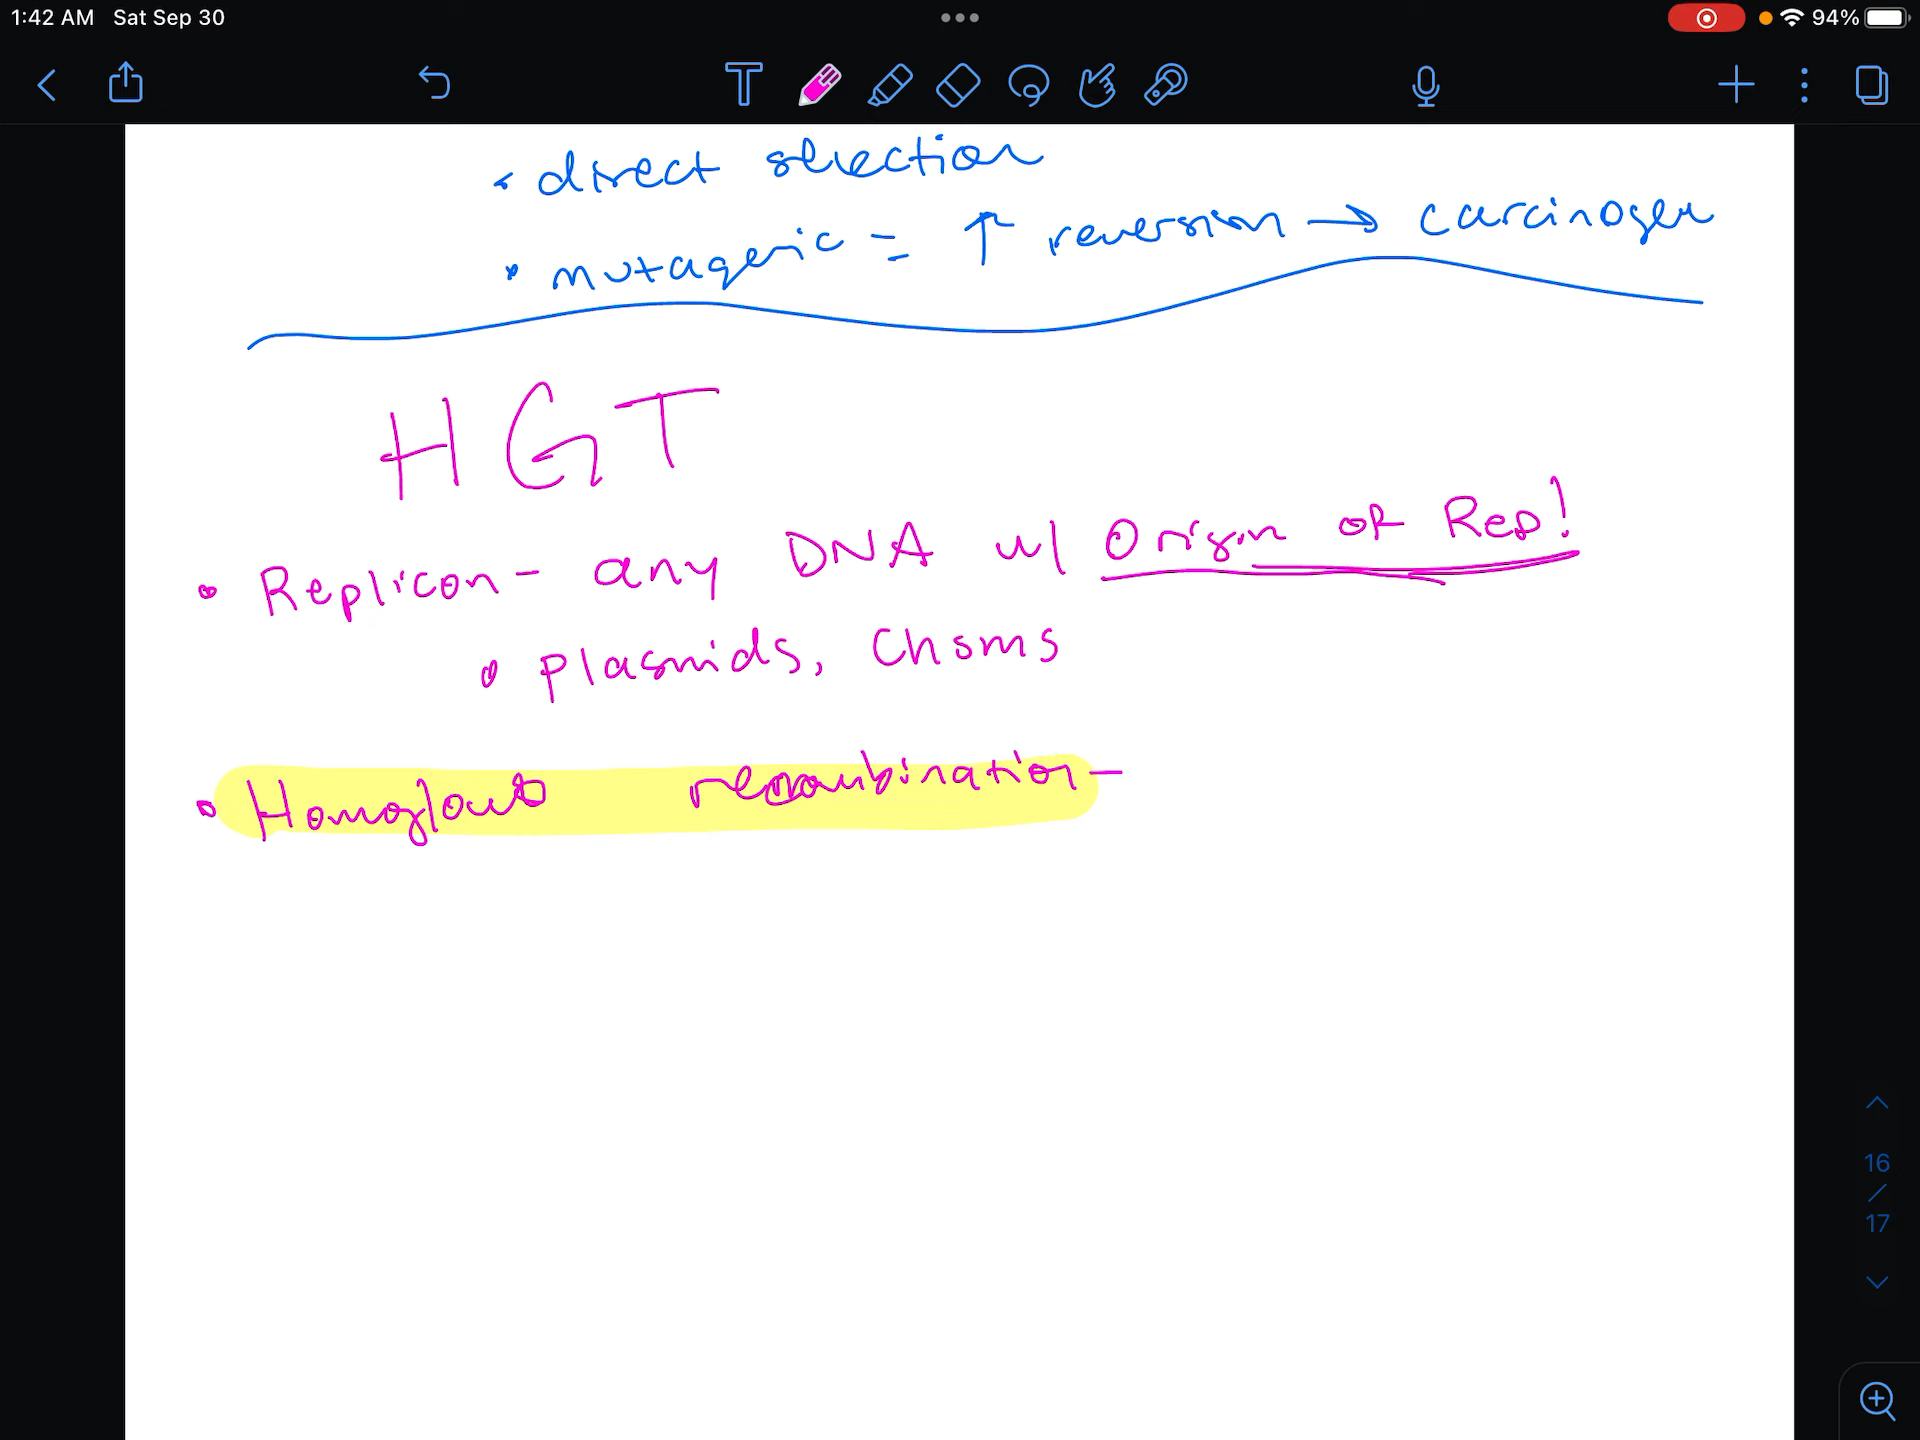 1:42 AM Sat Sep 30 94%
T
• direct selection
• mutagenic = ↑ reversion → carcinogen
HGT
• Replicon - any DNA w/ Origin of Rep!
• plasmids, Chsms
• Homoglous recombination -
16
/
17